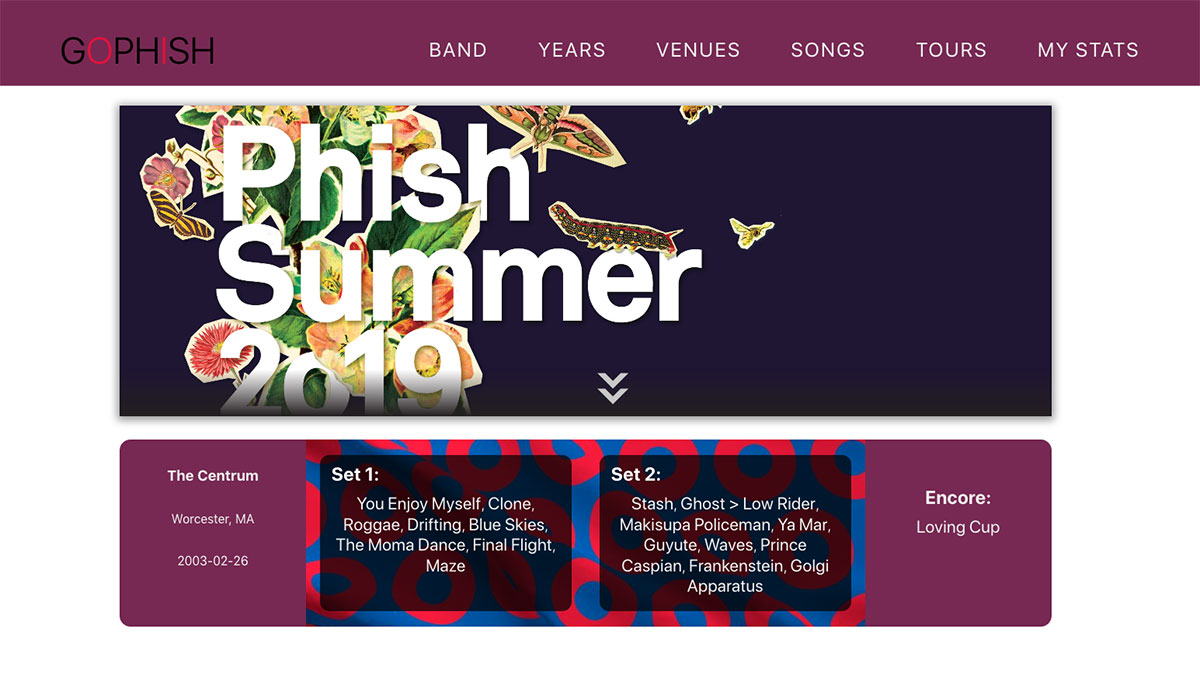 GOPHISH
BAND YEARS VENUES SONGS TOURS MY STATS
Phish
Summer
2019
The Centrum
Worcester, MA
2003-02-26
Set 1:
You Enjoy Myself, Clone,
Roggae, Drifting, Blue Skies,
The Moma Dance, Final Flight,
Maze
Set 2:
Stash, Ghost > Low Rider,
Makisupa Policeman, Ya Mar,
Guyute, Waves, Prince
Caspian, Frankenstein, Golgi
Apparatus
Encore:
Loving Cup